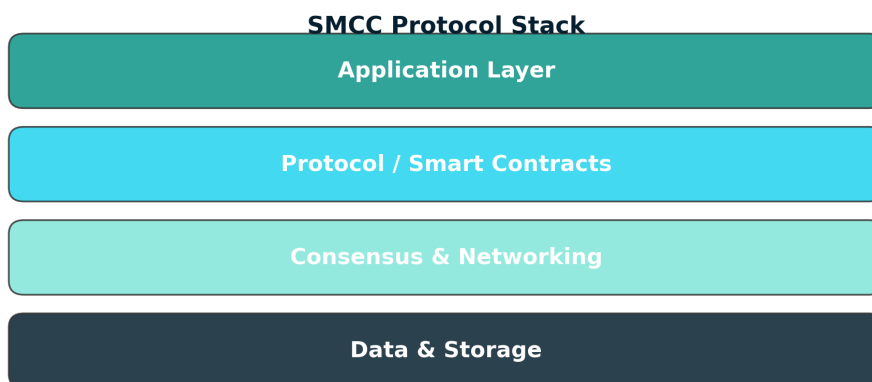 SMCC Protocol Stack
Application Layer
Protocol / Smart Contracts
Consensus & Networking
Data & Storage